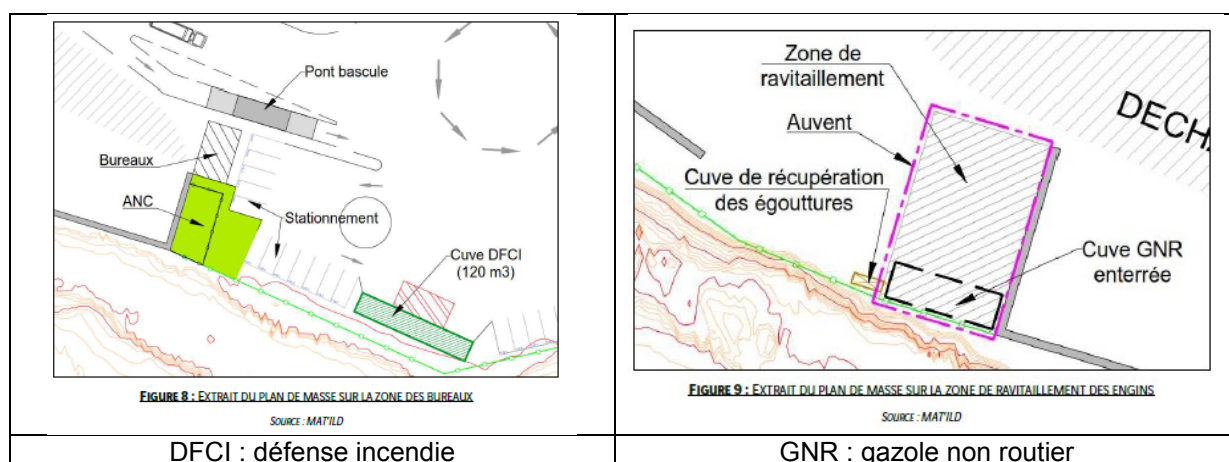 Pont bascule
Bureaux
ANC
Stationnement
Cuve DFCI
(120 m3)
FIGURE 8 : EXTRAIT DU PLAN DE MASSE SUR LA ZONE DES BUREAUX
SOURCE : MAT'ILD
DFCI : défense incendie
Zone de
ravitaillement
Auvent
DECH
Cuve de récupération
des égouttures
Cuve GNR
enterrée
FIGURE 9 : EXTRAIT DU PLAN DE MASSE SUR LA ZONE DE RAVITAILLEMENT DES ENGINS
SOURCE : MAT'ILD
GNR : gazole non routier